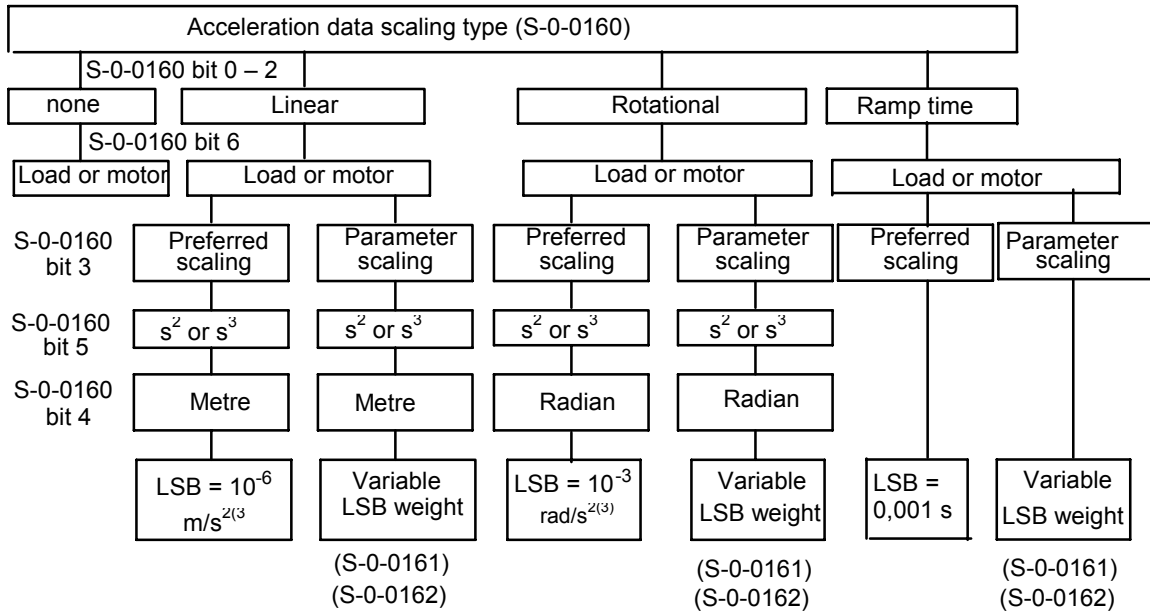 Acceleration data scaling type (S-0-0160)
S-0-0160 bit 0 – 2
none
Linear
Rotational
Ramp time
S-0-0160 bit 6
Load or motor
Load or motor
Load or motor
Load or motor
S-0-0160
bit 3
Preferred
scaling
Parameter
scaling
Preferred
scaling
Parameter
scaling
Preferred
scaling
Parameter
scaling
S-0-0160
bit 5
s² or s³
s² or s³
s² or s³
s² or s³
S-0-0160
bit 4
Metre
Metre
Radian
Radian
LSB = 10⁻⁶
m/s²⁽³
Variable
LSB weight
LSB = 10⁻³
rad/s²⁽³⁾
Variable
LSB weight
LSB =
0,001 s
Variable
LSB weight
(S-0-0161)
(S-0-0162)
(S-0-0161)
(S-0-0162)
(S-0-0161)
(S-0-0162)